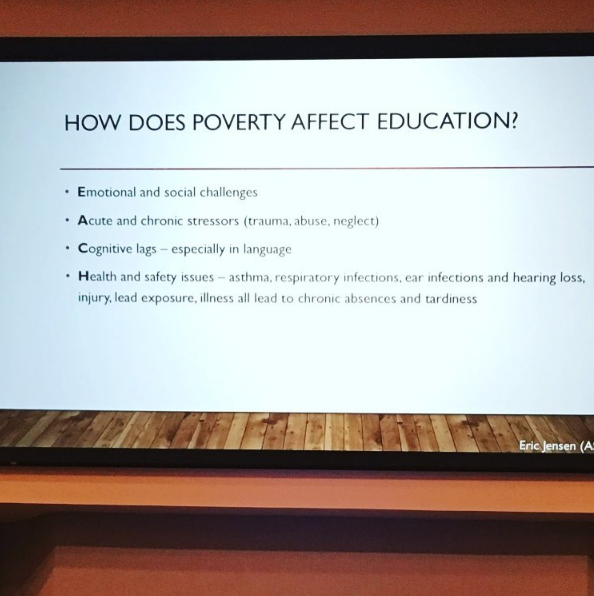 HOW DOES POVERTY AFFECT EDUCATION?
• Emotional and social challenges
• Acute and chronic stressors (trauma, abuse, neglect)
• Cognitive lags – especially in language
• Health and safety issues – asthma, respiratory infections, ear infections and hearing loss,
injury, lead exposure, illness all lead to chronic absences and tardiness
Eric Jensen